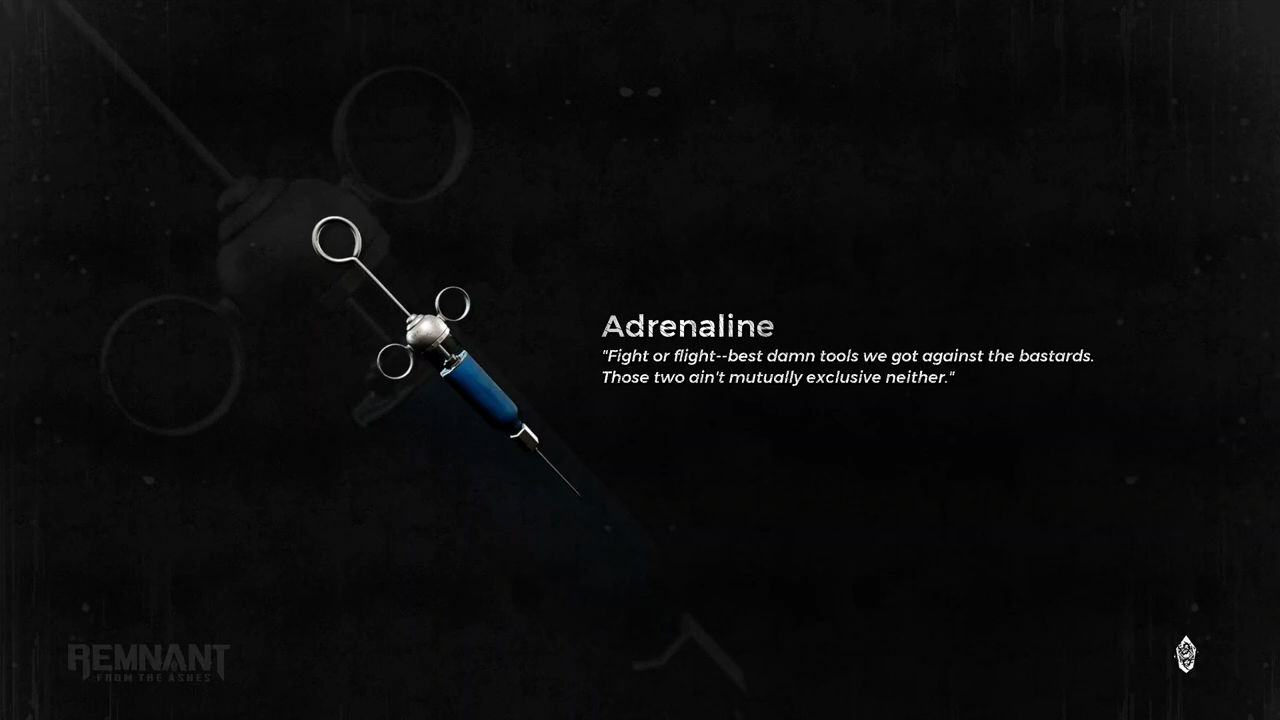 Adrenaline
"Fight or flight--best damn tools we got against the bastards.
Those two ain't mutually exclusive neither."
REMNANT
FROM THE ASHES